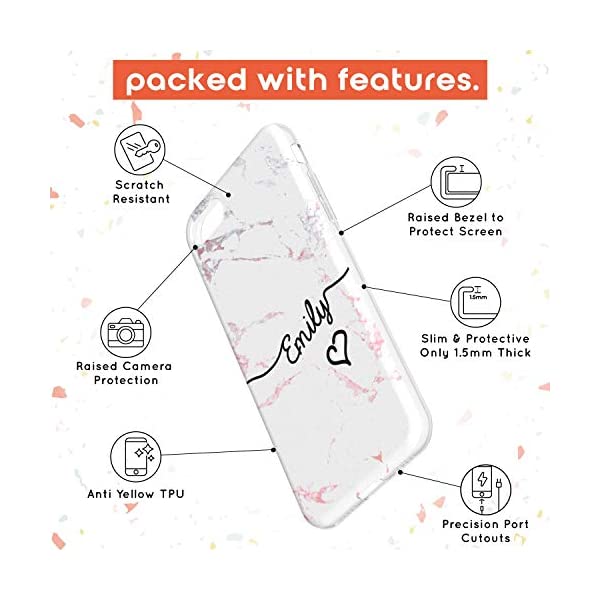 packed with features.
Scratch
Resistant
Raised Bezel to
Protect Screen
1.5mm
Slim & Protective
Only 1.5mm Thick
Emily
Raised Camera
Protection
Anti Yellow TPU
Precision Port
Cutouts